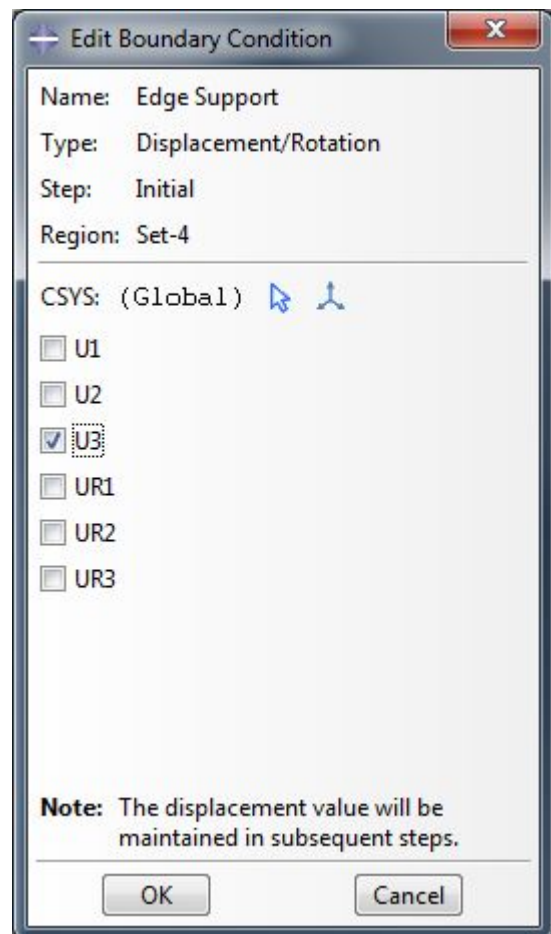 Edit Boundary Condition
Name: Edge Support
Type: Displacement/Rotation
Step: Initial
Region: Set-4
CSYS: (Global)
U1
U2
U3
UR1
UR2
UR3
Note: The displacement value will be
maintained in subsequent steps.
OK Cancel